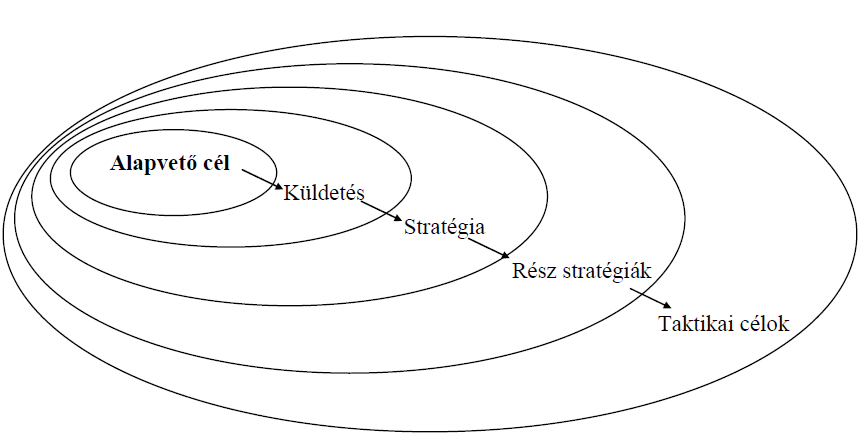 Alapvető cél
Küldetés
Stratégia
Rész stratégiák
Taktikai célok